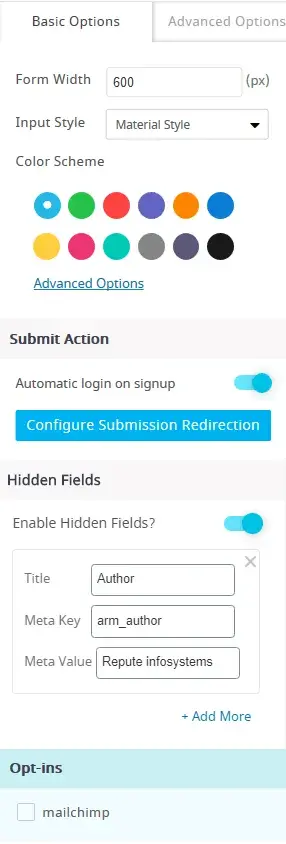 Basic Options Advanced Options
Form Width 600 (px)
Input Style Material Style
Color Scheme
Advanced Options
Submit Action
Automatic login on signup
Configure Submission Redirection
Hidden Fields
Enable Hidden Fields?
Title Author
Meta Key arm_author
Meta Value Repute infosystems
+ Add More
Opt-ins
mailchimp